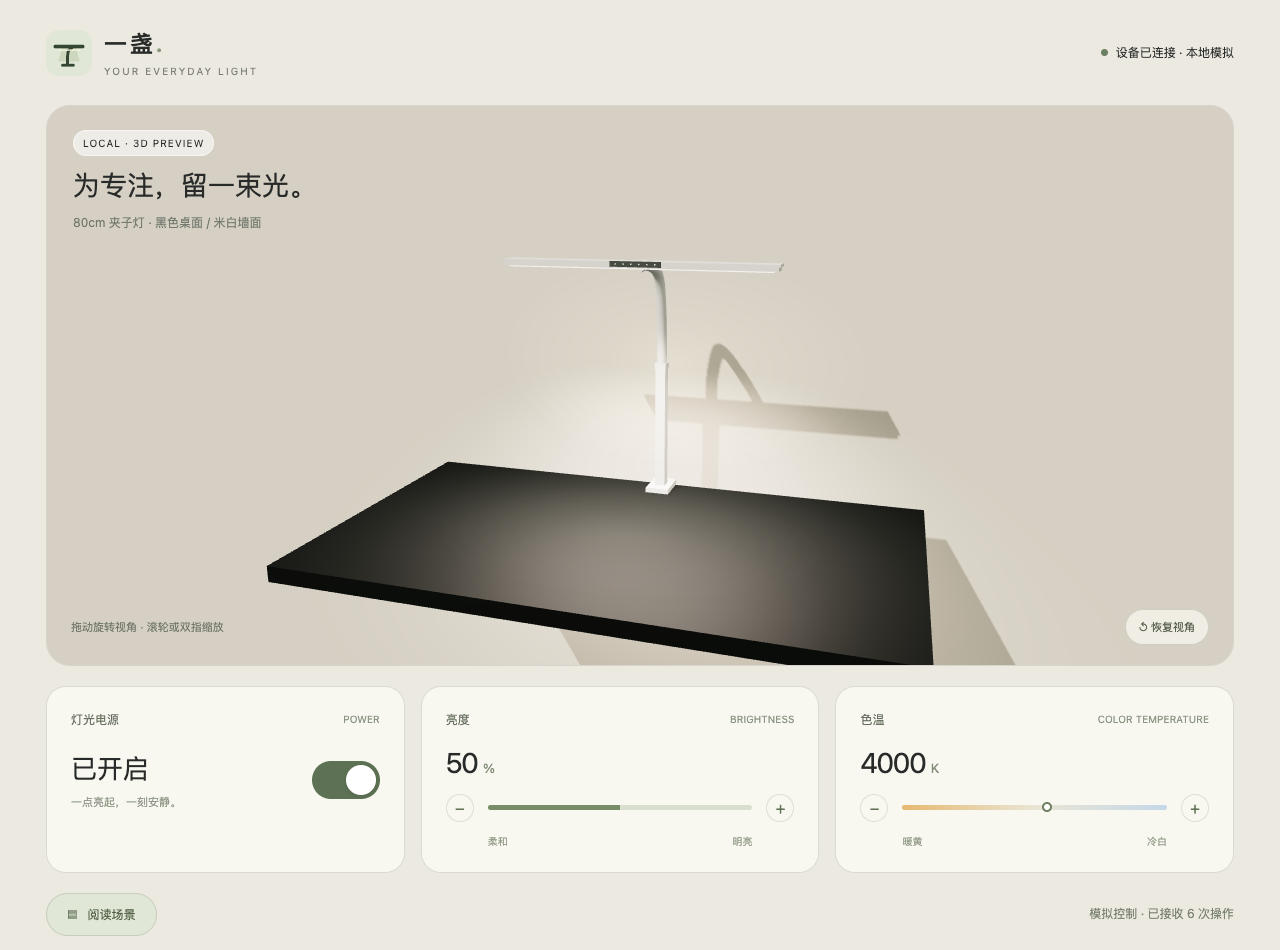 一盏.
YOUR EVERYDAY LIGHT
设备已连接 · 本地模拟
LOCAL · 3D PREVIEW
为专注，留一束光。
80cm 夹子灯 · 黑色桌面 / 米白墙面
拖动旋转视角 · 滚轮或双指缩放
恢复视角
灯光电源
POWER
已开启
一点亮起，一刻安静。
亮度
BRIGHTNESS
50 %
柔和
明亮
色温
COLOR TEMPERATURE
4000 K
暖黄
冷白
阅读场景
模拟控制 · 已接收 6 次操作